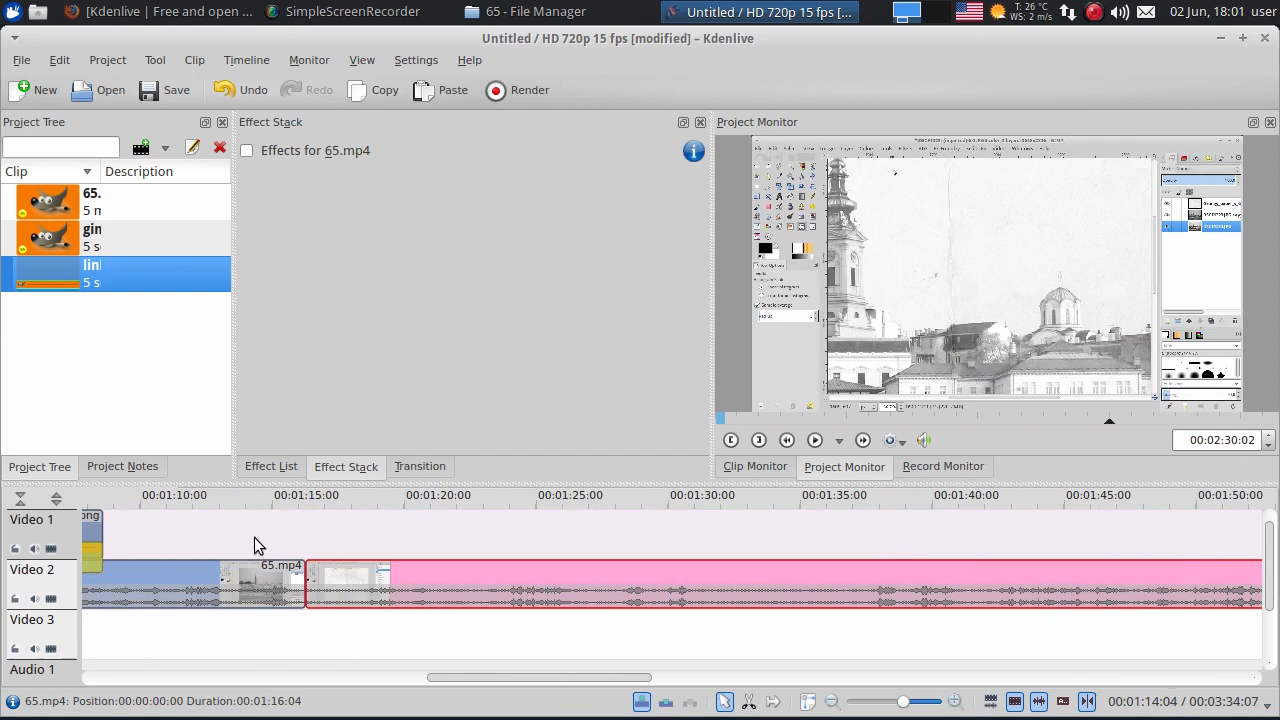 [Kdenlive | Free and open ...
SimpleScreenRecorder
65 - File Manager
Untitled / HD 720p 15 fps [...
T: 26 °C
WS: 2 m/s
02 Jun, 18:01 user
Untitled / HD 720p 15 fps [modified] – Kdenlive
File Edit Project Tool Clip Timeline Monitor View Settings Help
New Open Save Undo Redo Copy Paste Render
Project Tree
Effect Stack
Project Monitor
Effects for 65.mp4
Clip Description
65.
5 m
gin
5 s
linl
5 s
00:02:30:02
Project Tree Project Notes
Effect List Effect Stack Transition
Clip Monitor Project Monitor Record Monitor
00:01:10:00 00:01:15:00 00:01:20:00 00:01:25:00 00:01:30:00 00:01:35:00 00:01:40:00 00:01:45:00 00:01:50:00
Video 1
ong
Video 2
65.mp4
Video 3
Audio 1
65.mp4: Position:00:00:00:00 Duration:00:01:16:04
00:01:14:04 / 00:03:34:07